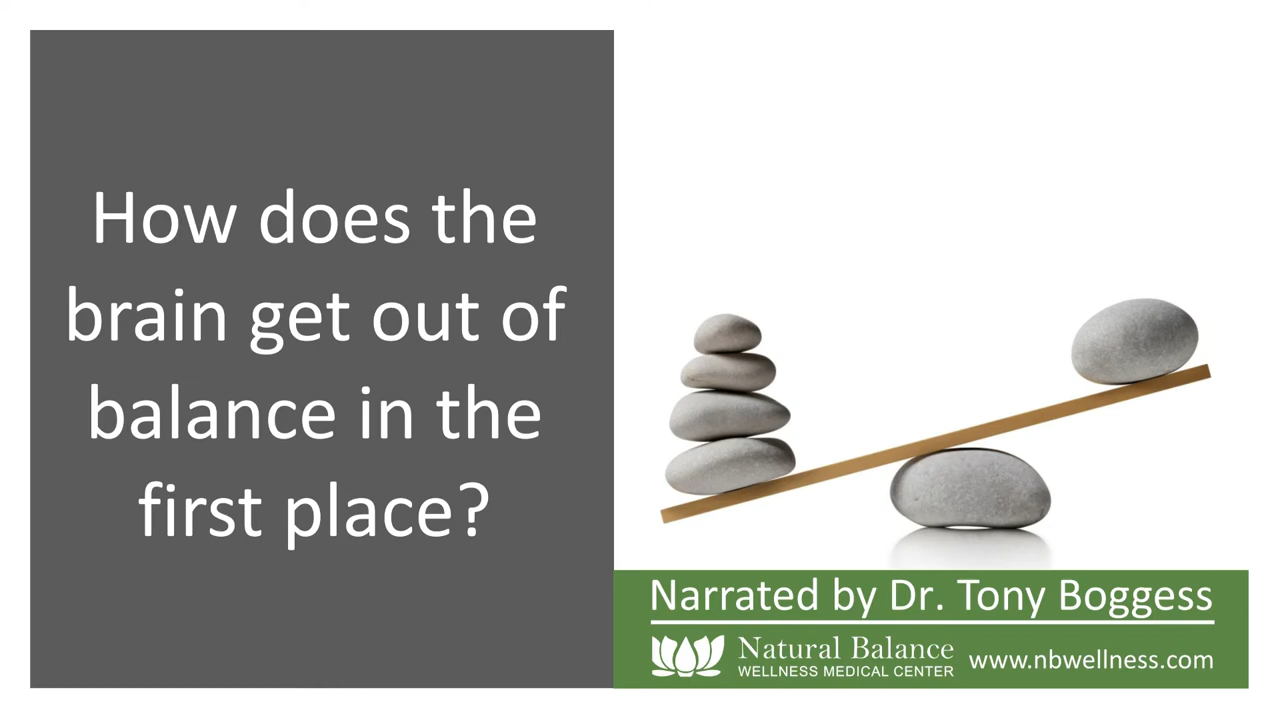 How does the
brain get out of
balance in the
first place?
Narrated by Dr. Tony Boggess
Natural Balance
WELLNESS MEDICAL CENTER
www.nbwellness.com